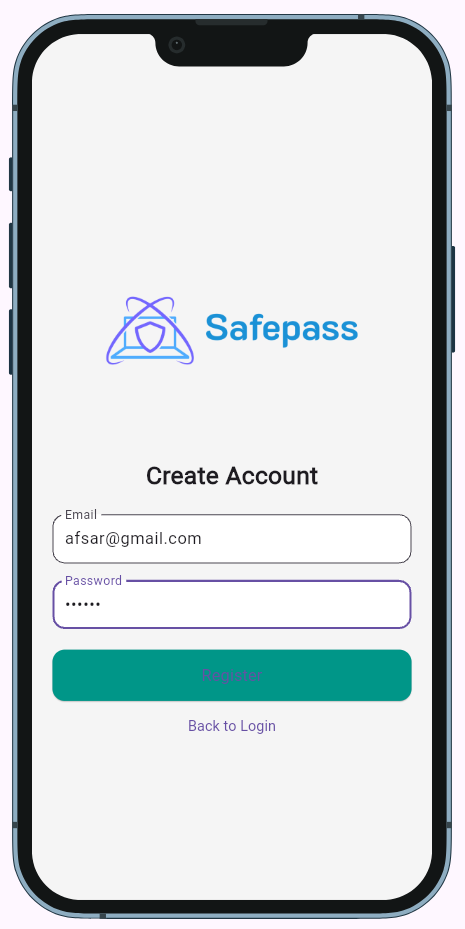 Safepass
Create Account
Email
afsar@gmail.com
Password
••••••
Register
Back to Login